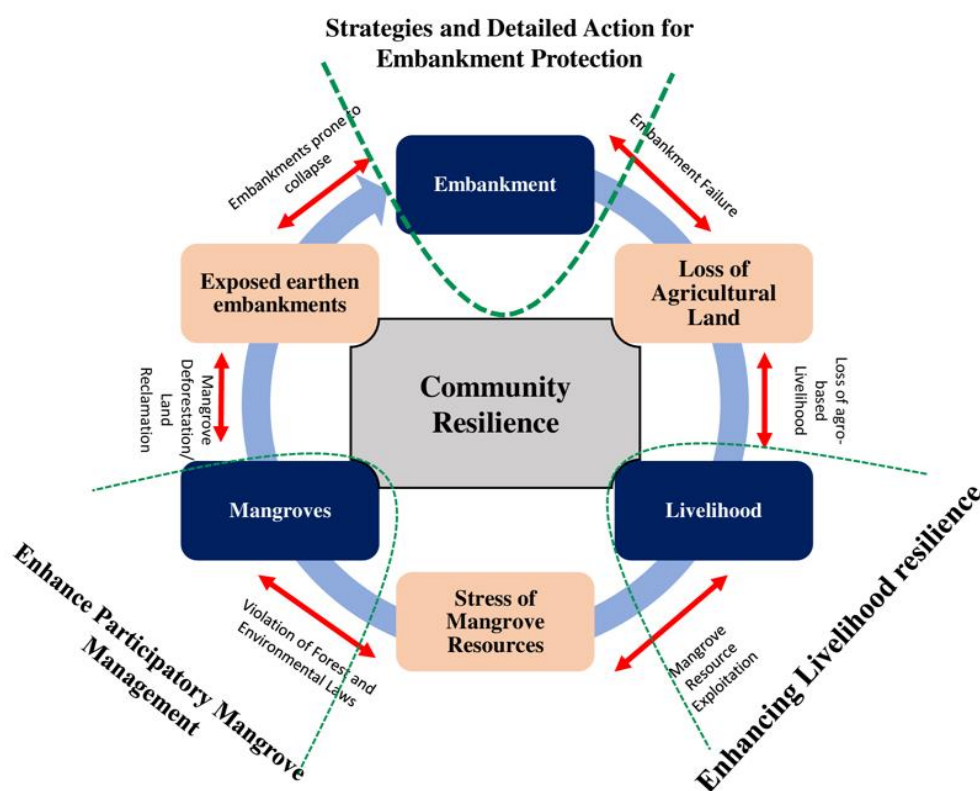 Strategies and Detailed Action for
Embankment Protection
Embankments prone to
collapse
Embankment
Embankment Failure
Exposed earthen
embankments
Loss of
Agricultural
Land
Mangrove
Deforestation/
Land
Reclamation
Community
Resilience
Loss of agro-
based
Livelihood
Mangroves
Livelihood
Enhance Participatory Mangrove
Management
Violation of Forest and
Environmental Laws
Stress of
Mangrove
Resources
Mangrove
Resource
Exploitation
Enhancing Livelihood resilience